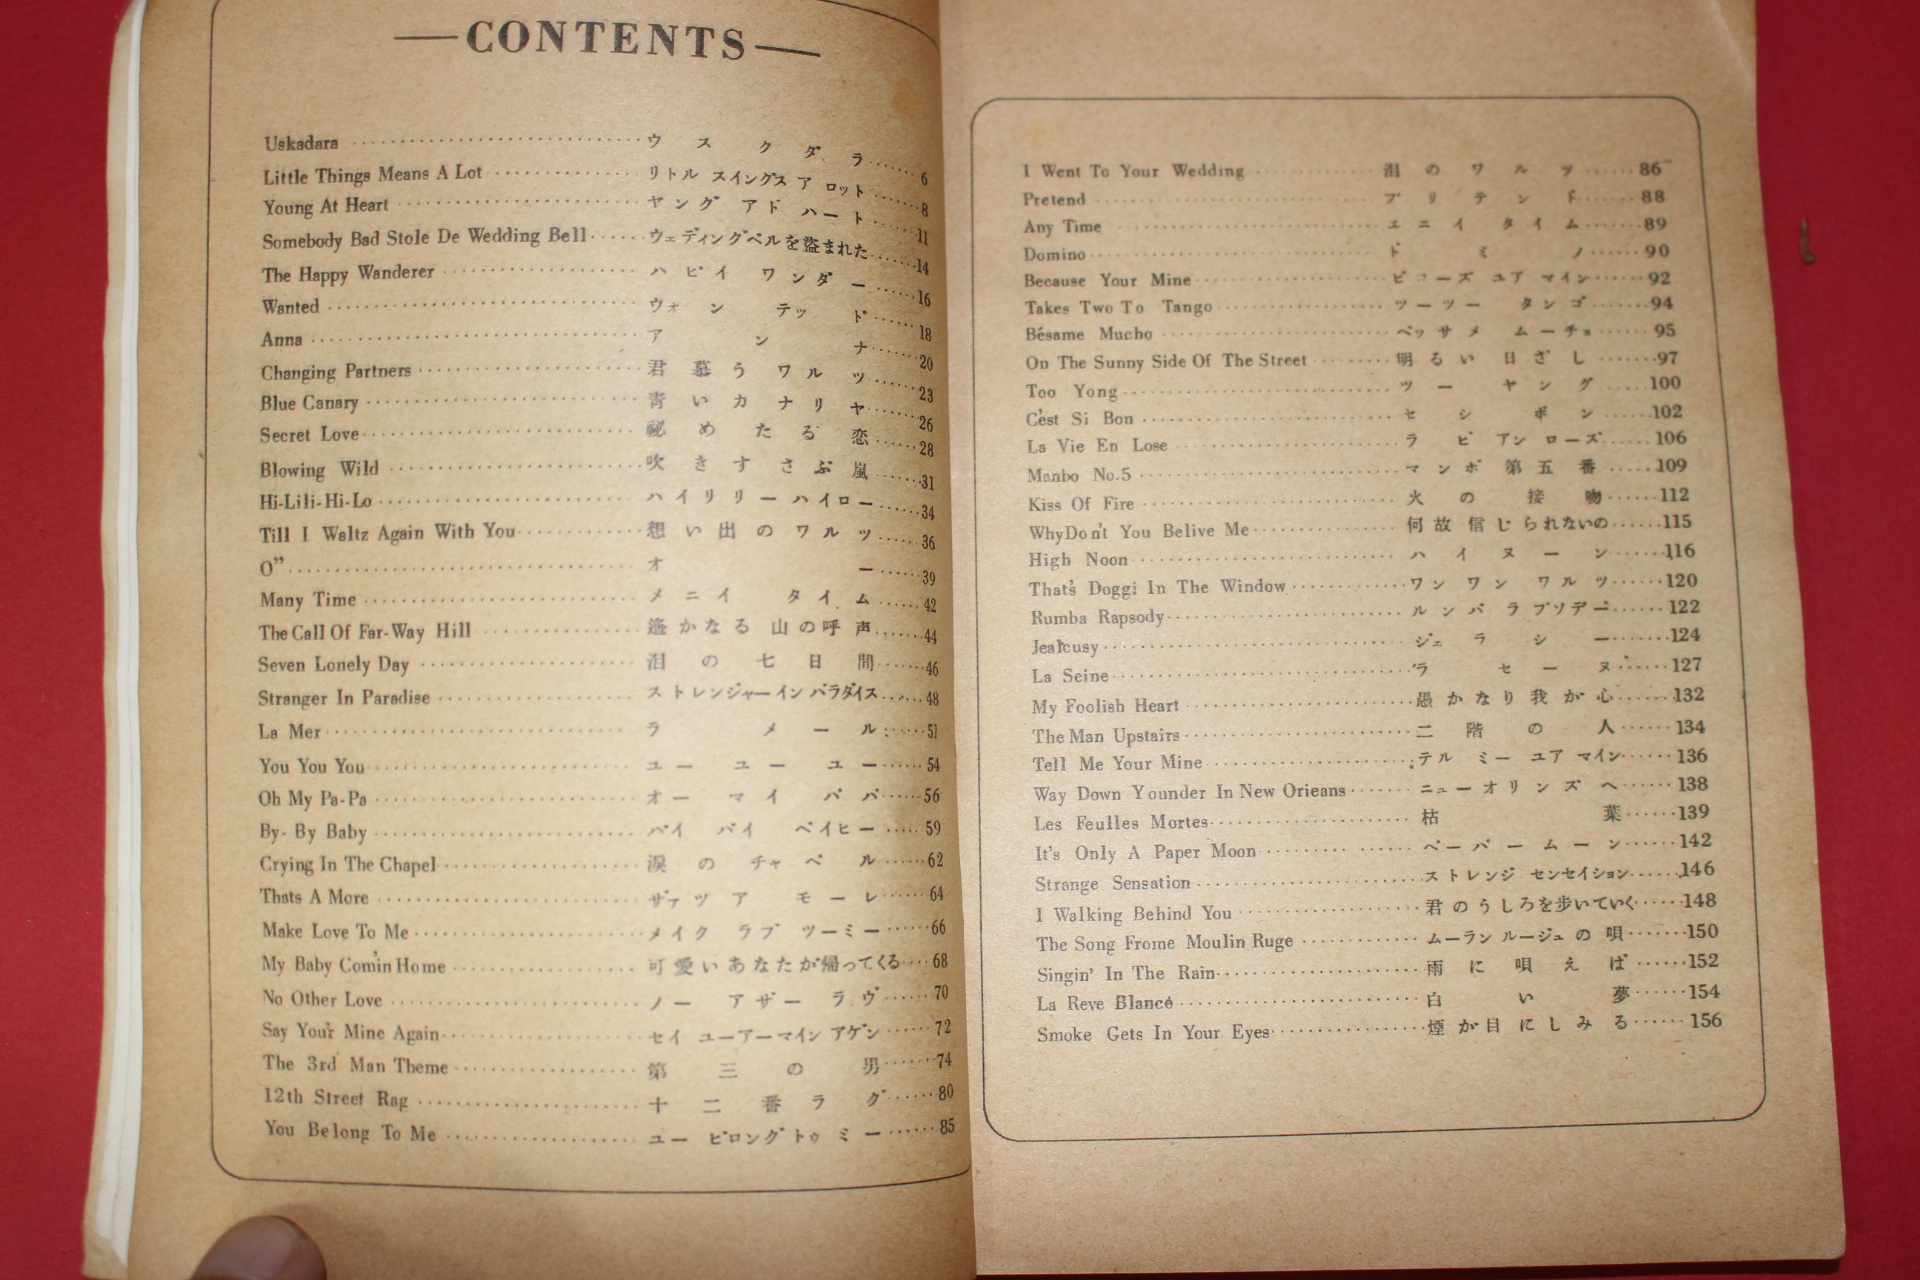 CONTENTS
Uskadara ウスクダラ 6
Little Things Means A Lot リトル スイングス ア ロット 8
Young At Heart ヤング アド ハート 11
Somebody Bad Stole De Wedding Bell ウェディングベルを盗まれた 14
The Happy Wanderer ハピイ ワンダー 16
Wanted ウォンテッド 18
Anna アンナ 20
Changing Partners 君慕うワルツ 23
Blue Canary 青いカナリヤ 26
Secret Love 秘めたる恋 28
Blowing Wild 吹きすさぶ嵐 31
Hi-Lili-Hi-Lo ハイリリーハイロー 34
Till I Waltz Again With You 想い出のワルツ 36
O" オー 39
Many Time メニイ タイム 42
The Call Of Far-Way Hill 遙かなる山の呼声 44
Seven Lonely Day 泪の七日間 46
Stranger In Paradise ストレンジャーイン パラダイス 48
La Mer ラメール 51
You You You ユーユーユー 54
Oh My Pa-Pa オーマイパパ 56
By-By Baby バイ バイ ベイヒー 59
Crying In The Chapel 涙のチャペル 62
Thats A More ザァツ ア モーレ 64
Make Love To Me メイク ラブ ツーミー 66
My Baby Com'in Home 可愛いあなたが帰ってくる 68
No Other Love ノー アザー ラヴ 70
Say You'r Mine Again セイ ユーアーマイン アゲン 72
The 3rd Man Theme 第三の男 74
12th Street Rag 十二番ラグ 80
You Belong To Me ユー ビロング トゥ ミー 85
I Went To Your Wedding 泪のワルツ 86
Pretend プリテンド 88
Any Time エニイ タイム 89
Domino ドミノ 90
Because Your Mine ビコーズ ユア マイン 92
Takes Two To Tango ツーツー タンゴ 94
Bésame Mucho ベッサメ ムーチョ 95
On The Sunny Side Of The Street 明るい日ざし 97
Too Yong ツーヤング 100
C'est Si Bon セシボン 102
La Vie En Lose ラ ビ アン ローズ 106
Manbo No.5 マンボ第五番 109
Kiss Of Fire 火の接吻 112
Why Don't You Belive Me 何故信じられないの 115
High Noon ハイヌーン 116
That's Doggi In The Window ワンワン ワルツ 120
Rumba Rapsody ルンバ ラプソデー 122
Jealcusy ジェラシー 124
La Seine ラセーヌ 127
My Foolish Heart 愚かなり我が心 132
The Man Upstairs 二階の人 134
Tell Me Your Mine テル ミー ユア マイン 136
Way Down Younder In New Orieans ニューオリンズへ 138
Les Feulles Mortes 枯葉 139
It's Only A Paper Moon ペーパームーン 142
Strange Sensation ストレンジ センセイション 146
I Walking Behind You 君のうしろを歩いていく 148
The Song Frome Moulin Ruge ムーランルージュの唄 150
Singin' In The Rain 雨に唄えば 152
La Reve Blance 白い夢 154
Smoke Gets In Your Eyes 煙が目にしみる 156